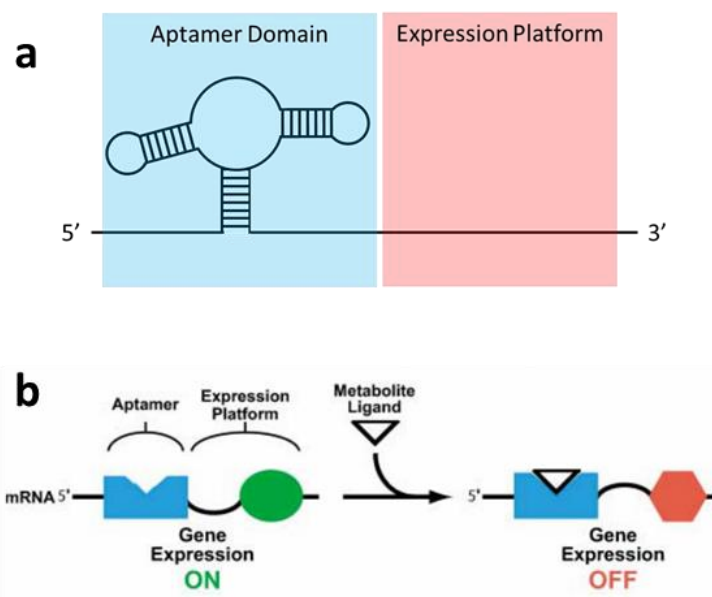 a
Aptamer Domain
Expression Platform
5’
3’
b
Aptamer
Expression
Platform
Metabolite
Ligand
mRNA 5'
5'
Gene
Expression
ON
Gene
Expression
OFF